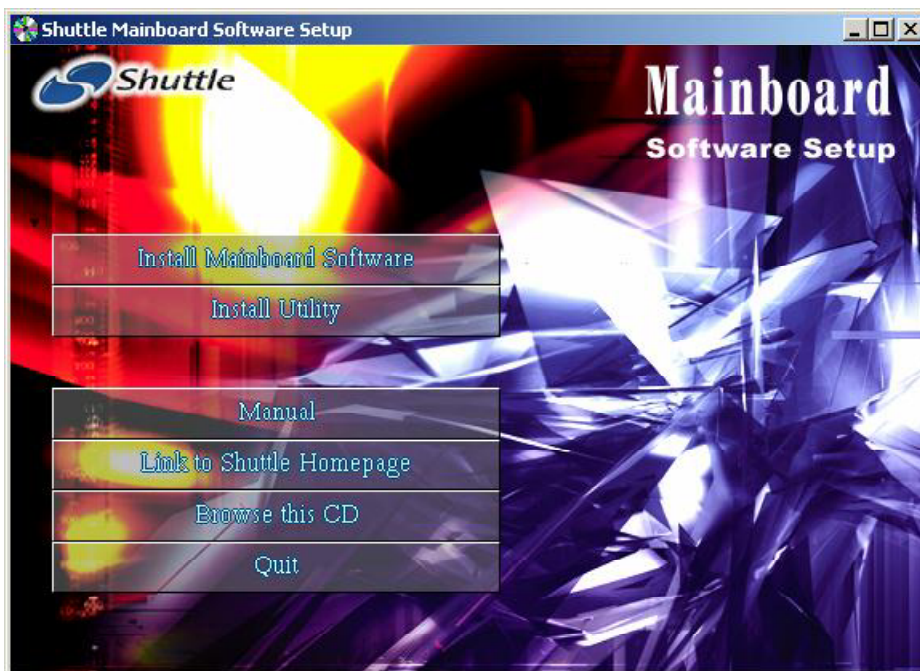 Shuttle Mainboard Software Setup
Shuttle
Mainboard
Software Setup
Install Mainboard Software
Install Utility
Manual
Link to Shuttle Homepage
Browse this CD
Quit